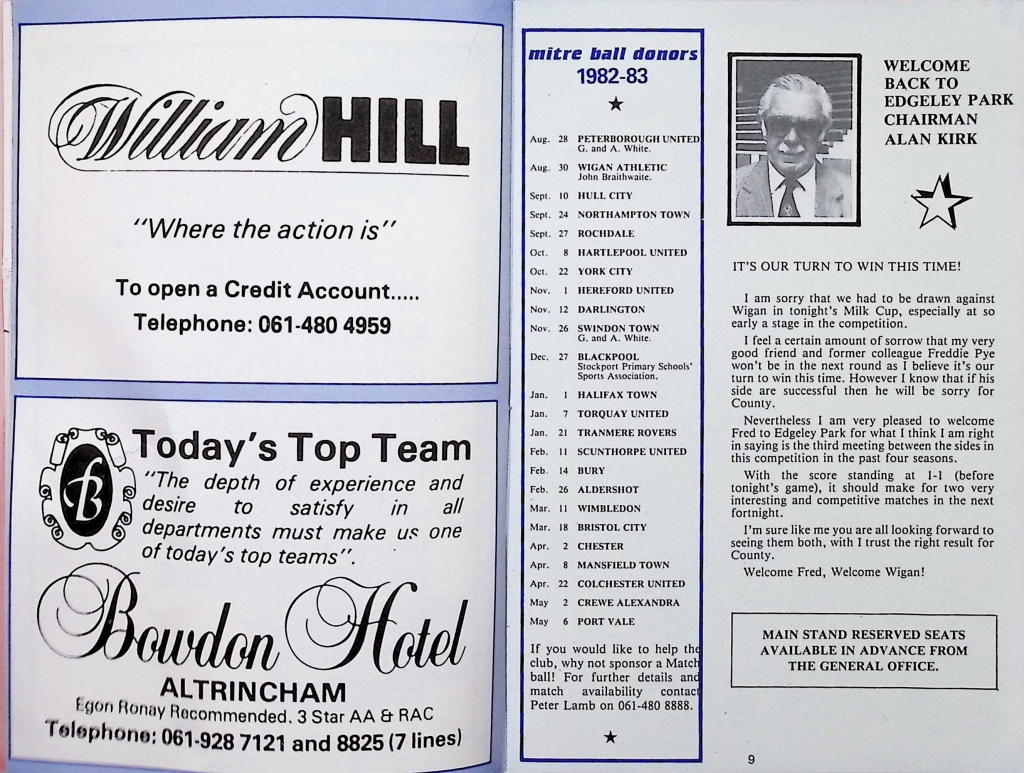 William HILL
"Where the action is"
To open a Credit Account.....
Telephone: 061-480 4959
B
Today's Top Team
"The depth of experience and
desire to satisfy in all
departments must make us one
of today's top teams".
Bowdon Hotel
ALTRINCHAM
Egon Ronay Recommended. 3 Star AA & RAC
Telephone: 061-928 7121 and 8825 (7 lines)
mitre ball donors
1982-83
Aug. 28 PETERBOROUGH UNITED
G. and A. White.
Aug. 30 WIGAN ATHLETIC
John Braithwaite.
Sept. 10 HULL CITY
Sept. 24 NORTHAMPTON TOWN
Sept. 27 ROCHDALE
Oct. 8 HARTLEPOOL UNITED
Oct. 22 YORK CITY
Nov. 1 HEREFORD UNITED
Nov. 12 DARLINGTON
Nov. 26 SWINDON TOWN
G. and A. White.
Dec. 27 BLACKPOOL
Stockport Primary Schools'
Sports Association.
Jan. 1 HALIFAX TOWN
Jan. 7 TORQUAY UNITED
Jan. 21 TRANMERE ROVERS
Feb. 11 SCUNTHORPE UNITED
Feb. 14 BURY
Feb. 26 ALDERSHOT
Mar. 11 WIMBLEDON
Mar. 18 BRISTOL CITY
Apr. 2 CHESTER
Apr. 8 MANSFIELD TOWN
Apr. 22 COLCHESTER UNITED
May 2 CREWE ALEXANDRA
May 6 PORT VALE
If you would like to help the
club, why not sponsor a Match
ball! For further details and
match availability contact
Peter Lamb on 061-480 8888.
WELCOME
BACK TO
EDGELEY PARK
CHAIRMAN
ALAN KIRK
IT'S OUR TURN TO WIN THIS TIME!
I am sorry that we had to be drawn against
Wigan in tonight's Milk Cup, especially at so
early a stage in the competition.
I feel a certain amount of sorrow that my very
good friend and former colleague Freddie Pye
won't be in the next round as I believe it's our
turn to win this time. However I know that if his
side are successful then he will be sorry for
County.
Nevertheless I am very pleased to welcome
Fred to Edgeley Park for what I think I am right
in saying is the third meeting between the sides in
this competition in the past four seasons.
With the score standing at 1-1 (before
tonight's game), it should make for two very
interesting and competitive matches in the next
fortnight.
I'm sure like me you are all looking forward to
seeing them both, with I trust the right result for
County.
Welcome Fred, Welcome Wigan!
MAIN STAND RESERVED SEATS
AVAILABLE IN ADVANCE FROM
THE GENERAL OFFICE.
9